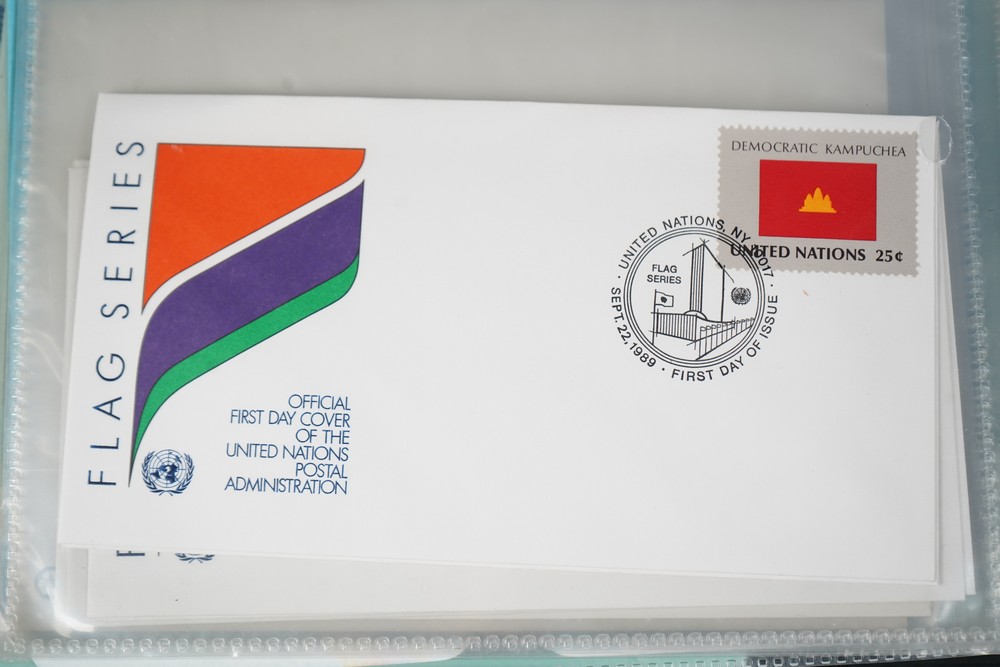 FLAG SERIES
OFFICIAL
FIRST DAY COVER
OF THE
UNITED NATIONS
POSTAL
ADMINISTRATION
DEMOCRATIC KAMPUCHEA
UNITED NATIONS 25¢
UNITED NATIONS, NY 10017
FLAG
SERIES
SEPT. 22, 1989 · FIRST DAY OF ISSUE